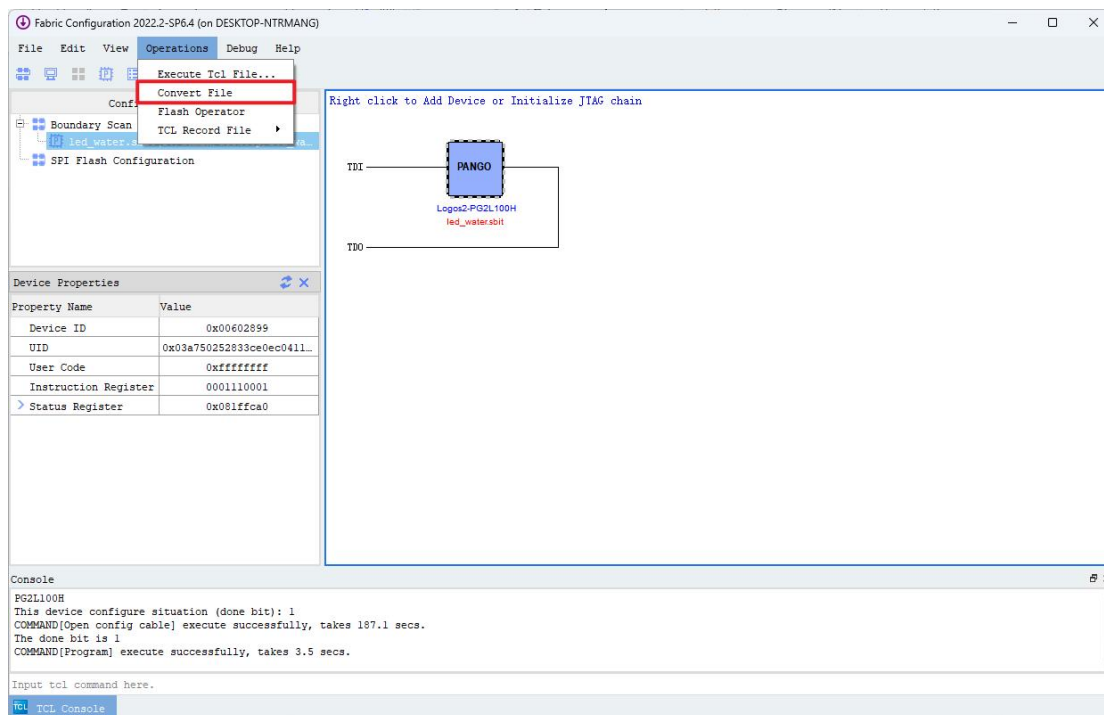 Fabric Configuration 2022.2-SP6.4 (on DESKTOP-NTRMANG)
File Edit View Operations Debug Help
Execute Tcl File...
Convert File
Flash Operator
TCL Record File
Boundary Scan
led_water.s
SPI Flash Configuration
Right click to Add Device or Initialize JTAG chain
TDI
PANGO
Logos2-PG2L100H
led_water.sbit
TDO
Device Properties
Property Name Value
Device ID 0x00602899
UID 0x03a750252833ce0ec0411...
User Code 0xffffffff
Instruction Register 0001110001
Status Register 0x081ffca0
Console
PG2L100H
This device configure situation (done bit): 1
COMMAND[Open config cable] execute successfully, takes 187.1 secs.
The done bit is 1
COMMAND[Program] execute successfully, takes 3.5 secs.
Input tcl command here.
TCL TCL Console